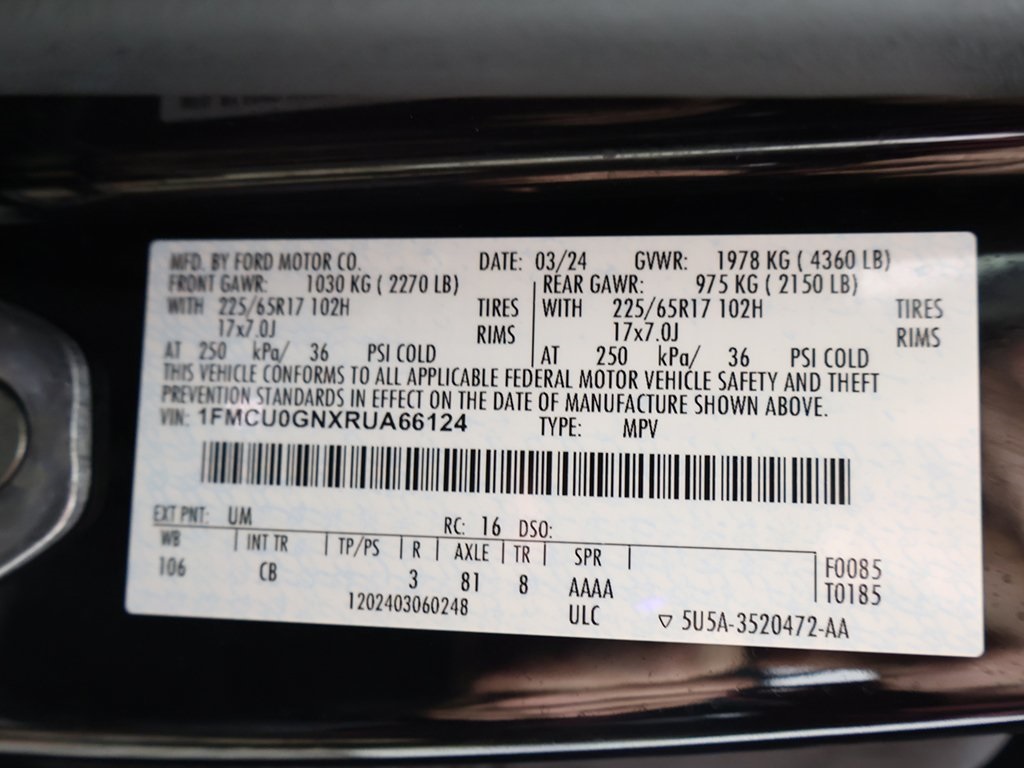 MFD. BY FORD MOTOR CO. DATE: 03/24 GVWR: 1978 KG ( 4360 LB)
FRONT GAWR: 1030 KG ( 2270 LB) REAR GAWR: 975 KG ( 2150 LB)
WITH 225/65R17 102H TIRES WITH 225/65R17 102H TIRES
17x7.0J RIMS 17x7.0J RIMS
AT 250 kPa/ 36 PSI COLD AT 250 kPa/ 36 PSI COLD
THIS VEHICLE CONFORMS TO ALL APPLICABLE FEDERAL MOTOR VEHICLE SAFETY AND THEFT
PREVENTION STANDARDS IN EFFECT ON THE DATE OF MANUFACTURE SHOWN ABOVE.
VIN: 1FMCU0GNXRUA66124 TYPE: MPV
EXT PNT: UM RC: 16 DSO:
WB INT TR TP/PS R AXLE TR SPR F0085
106 CB 3 81 8 AAAA T0185
1202403060248 ULC ▽ 5U5A-3520472-AA